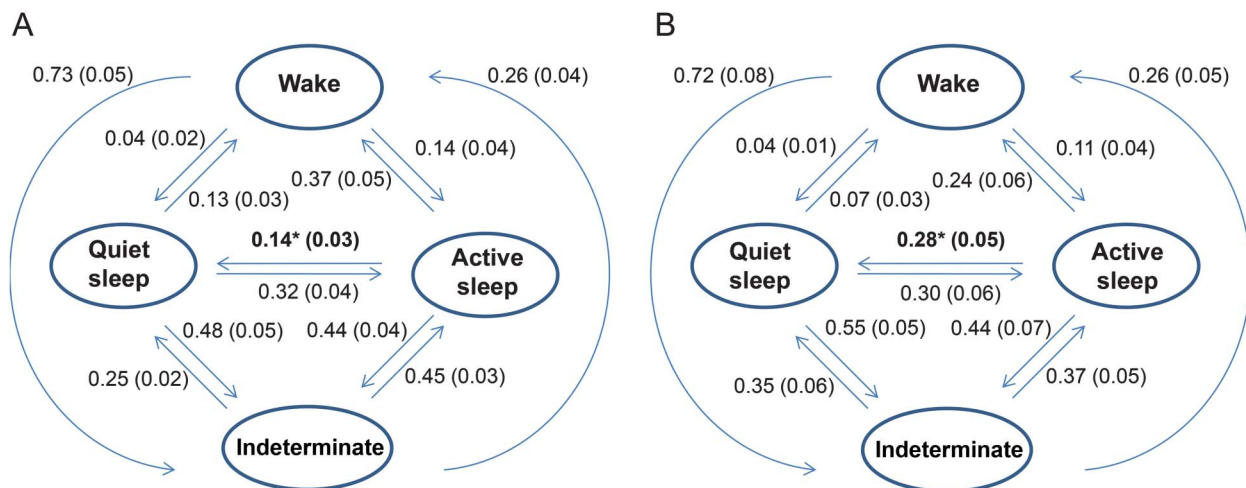 A
0.73 (0.05)
Wake
0.26 (0.04)
0.04 (0.02)
0.14 (0.04)
0.37 (0.05)
0.13 (0.03)
Quiet
sleep
0.14* (0.03)
Active
sleep
0.32 (0.04)
0.48 (0.05)
0.44 (0.04)
0.25 (0.02)
0.45 (0.03)
Indeterminate
B
0.72 (0.08)
Wake
0.26 (0.05)
0.04 (0.01)
0.11 (0.04)
0.24 (0.06)
0.07 (0.03)
Quiet
sleep
0.28* (0.05)
Active
sleep
0.30 (0.06)
0.55 (0.05)
0.44 (0.07)
0.35 (0.06)
0.37 (0.05)
Indeterminate